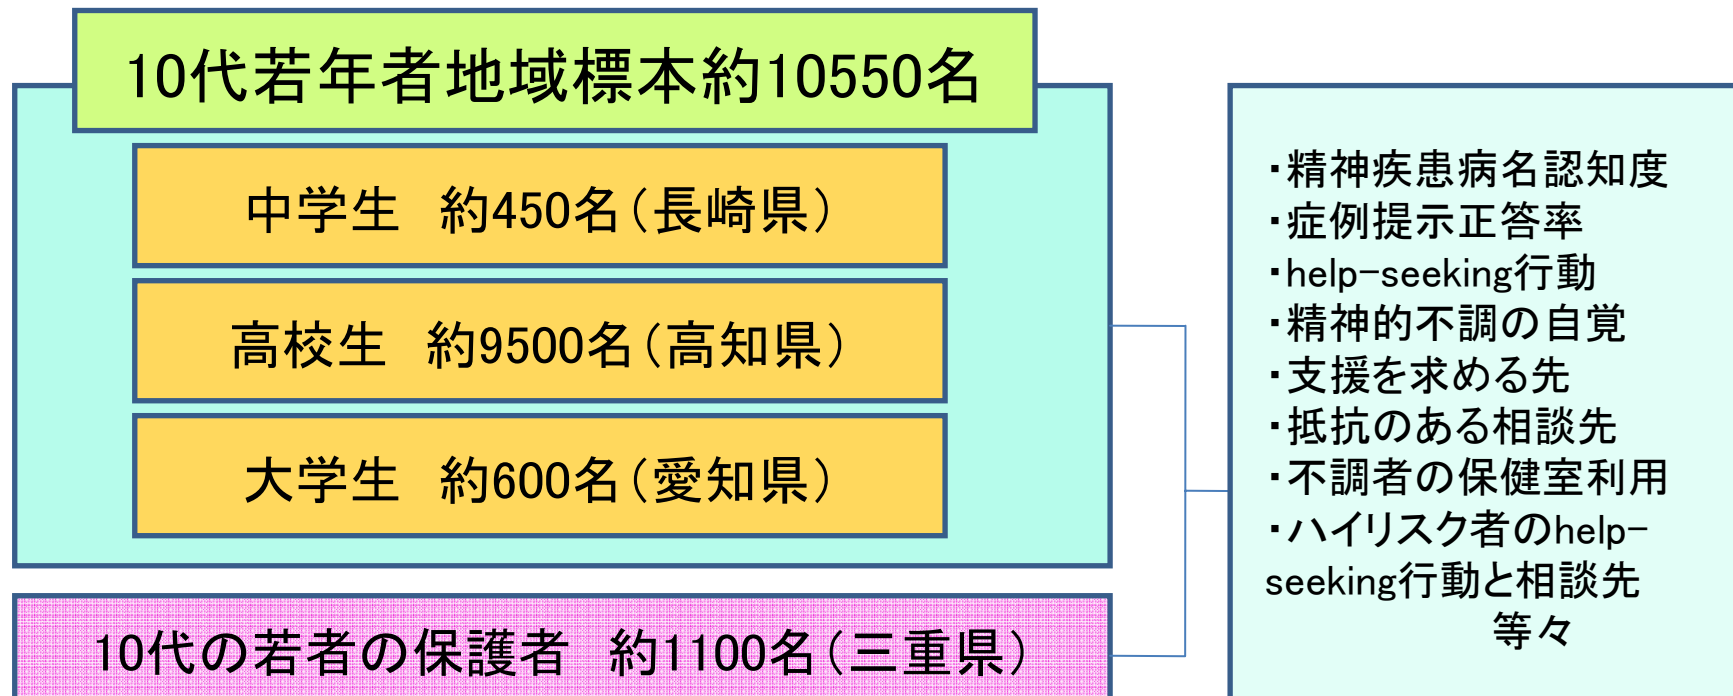 10代若年者地域標本約10550名
中学生　約450名（長崎県）
高校生　約9500名（高知県）
大学生　約600名（愛知県）
10代の若者の保護者　約1100名（三重県）
・精神疾患病名認知度
・症例提示正答率
・help-seeking行動
・精神的不調の自覚
・支援を求める先
・抵抗のある相談先
・不調者の保健室利用
・ハイリスク者のhelp-
seeking行動と相談先
等々